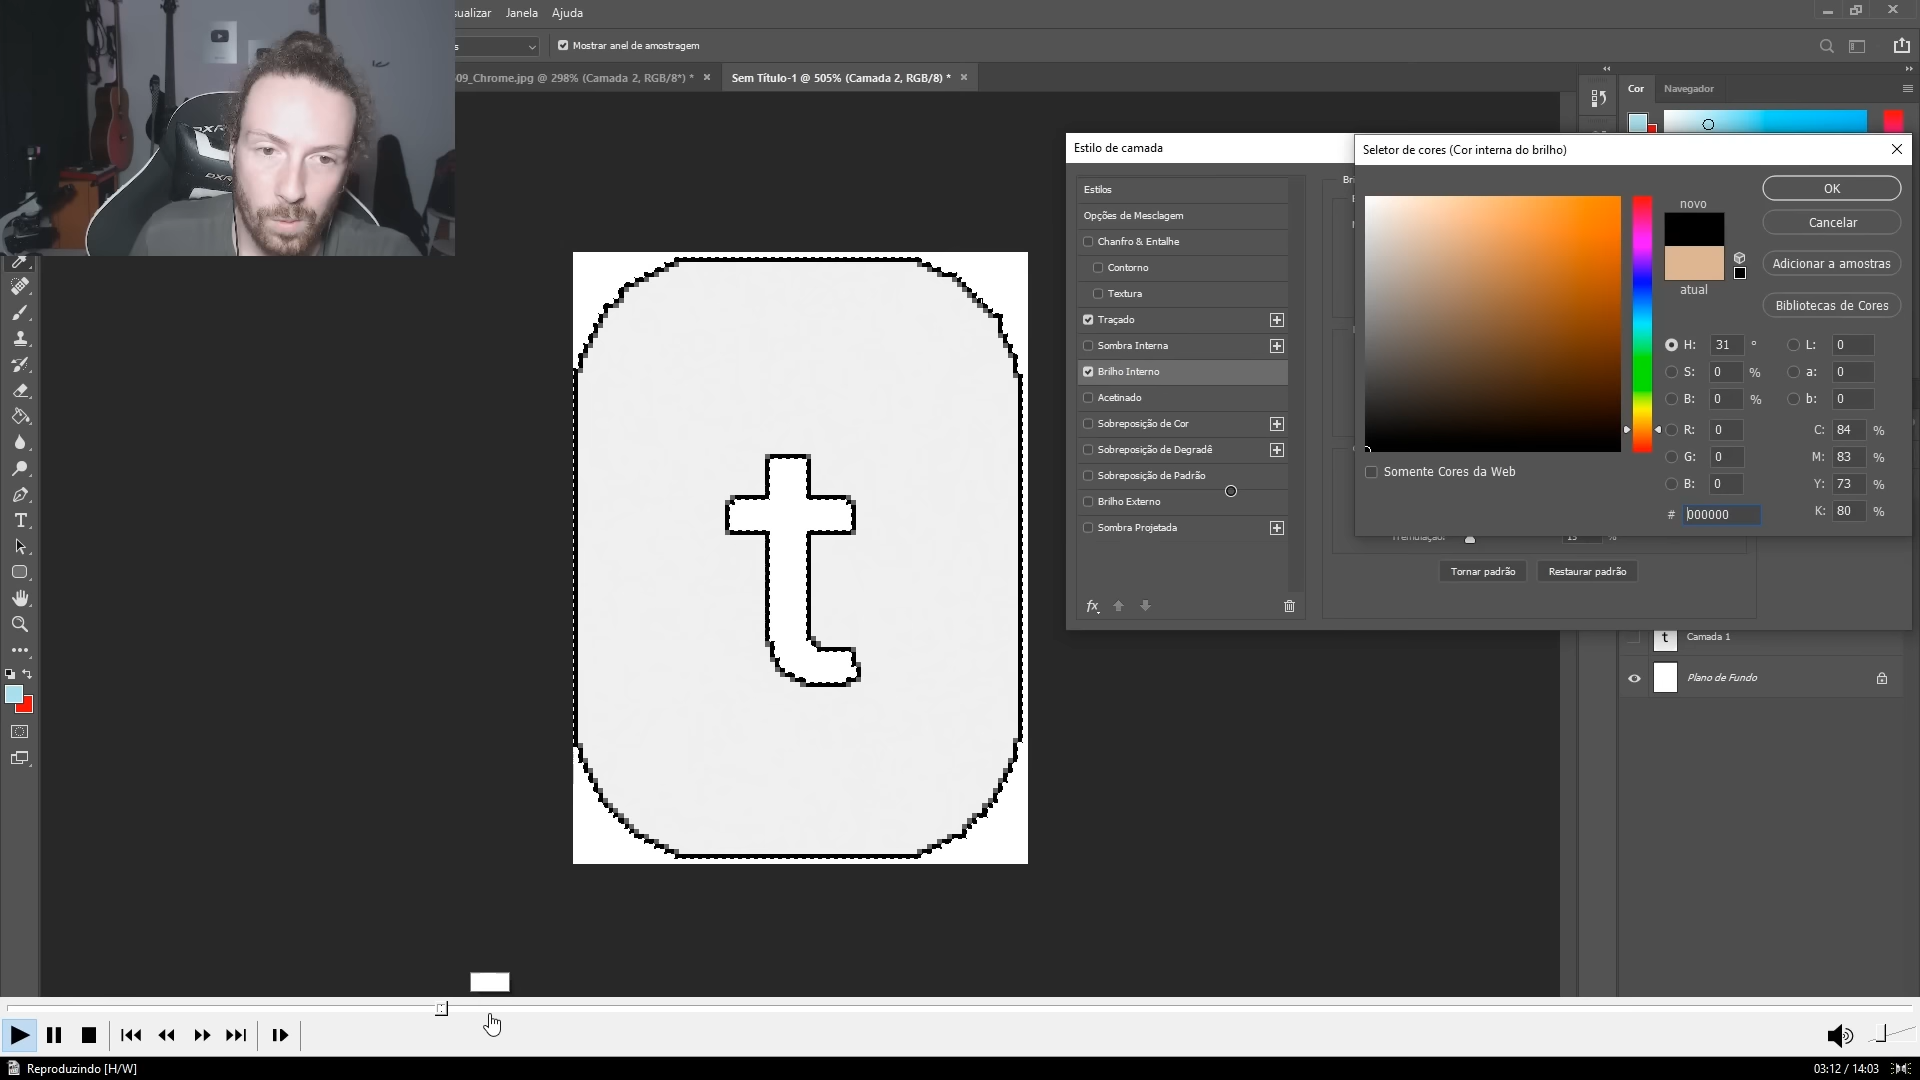 sualizar Janela Ajuda
s Mostrar anel de amostragem
09_Chrome.jpg @ 298% (Camada 2, RGB/8*) * Sem Título-1 @ 505% (Camada 2, RGB/8) *
Cor Navegador
Estilo de camada
Estilos
Opções de Mesclagem
Chanfro & Entalhe
Contorno
Textura
Traçado
Sombra Interna
Brilho Interno
Acetinado
Sobreposição de Cor
Sobreposição de Degradê
Sobreposição de Padrão
Brilho Externo
Sombra Projetada
fx
Bri
Tremulação: 15 %
Tornar padrão Restaurar padrão
Seletor de cores (Cor interna do brilho)
novo
atual
OK
Cancelar
Adicionar a amostras
Bibliotecas de Cores
Somente Cores da Web
H: 31 ° L: 0
S: 0 % a: 0
B: 0 % b: 0
R: 0 C: 84 %
G: 0 M: 83 %
B: 0 Y: 73 %
# 000000 K: 80 %
t
t Camada 1
Plano de Fundo
T
Reproduzindo [H/W] 03:12 / 14:03